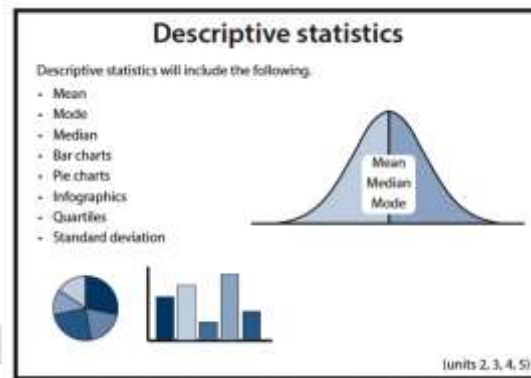 Descriptive statistics
Descriptive statistics will include the following.
• Mean
• Mode
• Median
• Bar charts
• Pie charts
• Infographics
• Quartiles
• Standard deviation
Mean
Median
Mode
(units 2, 3, 4, 5)